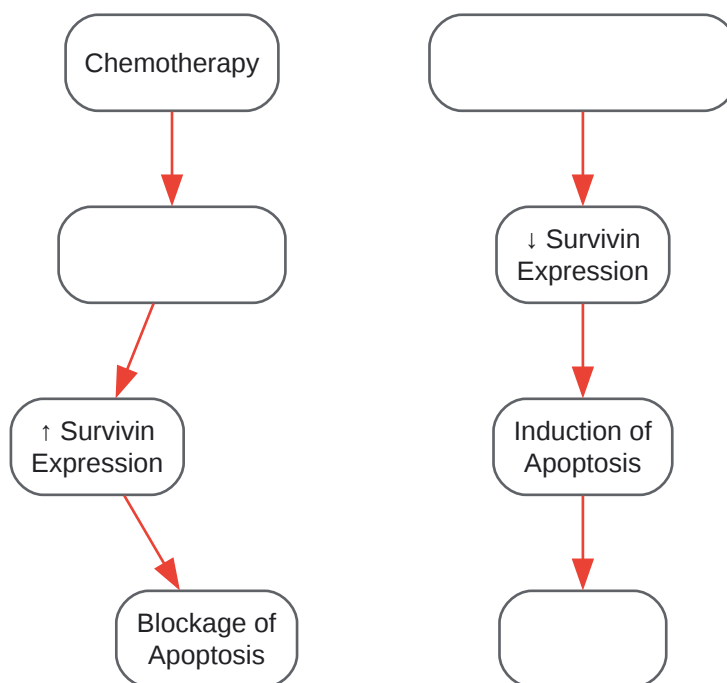 Chemotherapy
↑ Survivin
Expression
Blockage of
Apoptosis
↓ Survivin
Expression
Induction of
Apoptosis